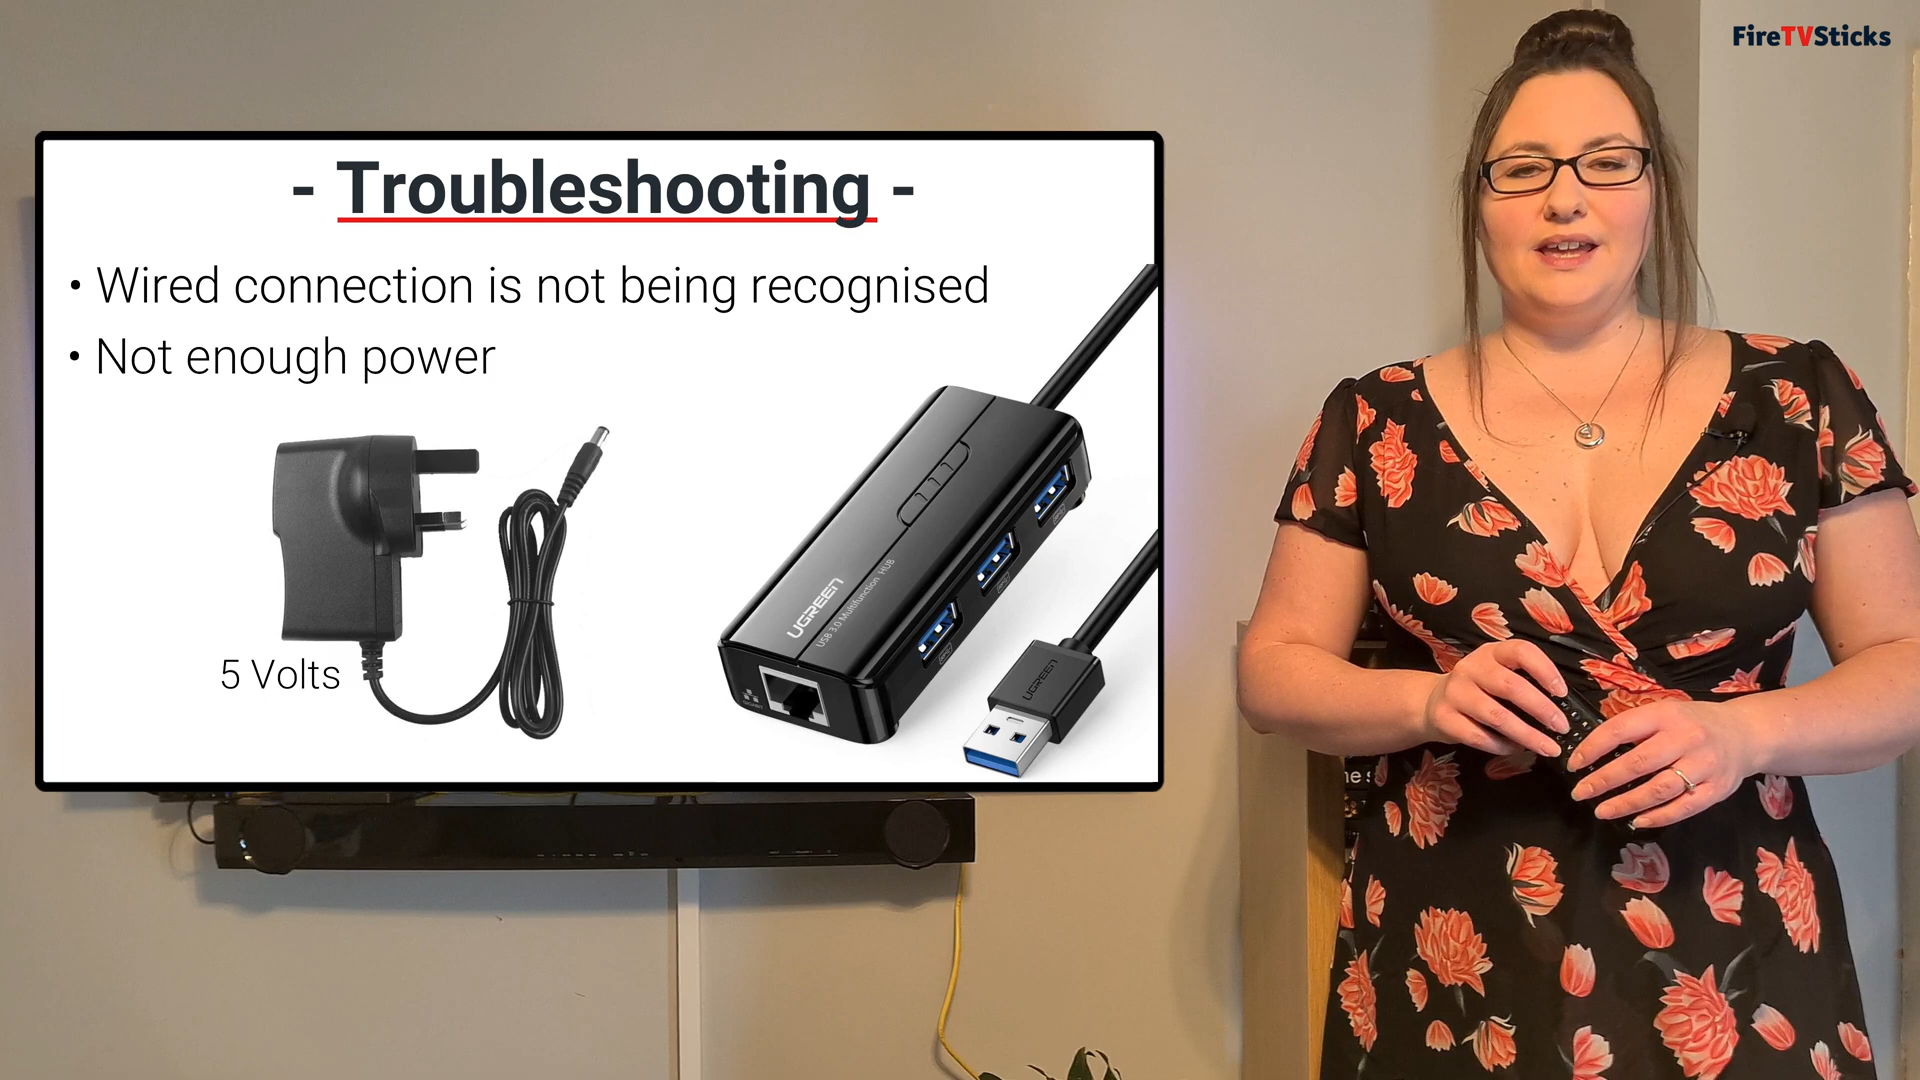 FireTVSticks
- Troubleshooting -
• Wired connection is not being recognised
• Not enough power
5 Volts
UGREEN
USB 3.0 Multifunction HUB
UGREEN
he s